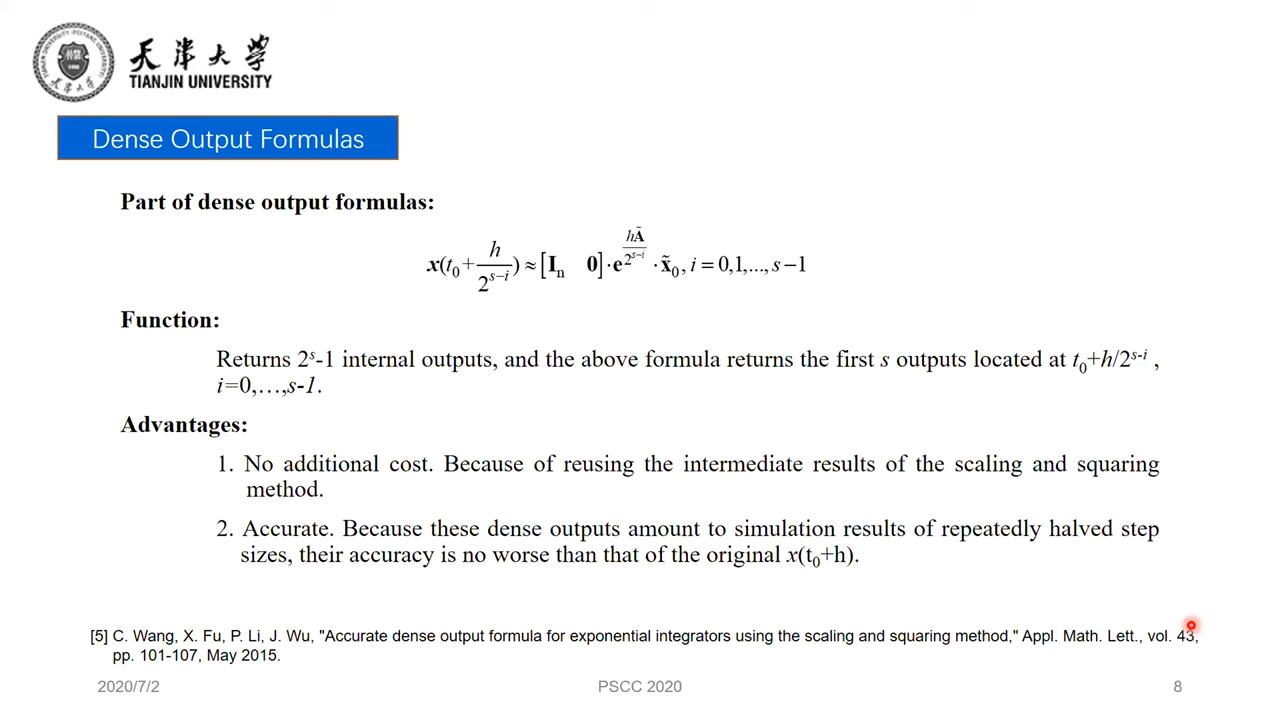 天津大学
TIANJIN UNIVERSITY
Dense Output Formulas
Part of dense output formulas:
x(t₀+h/2^(s−i)) ≈ [Iₙ 0]·e^(hÃ/2^(s−i))·x̃₀, i = 0,1,...,s−1
Function:
Returns 2ˢ-1 internal outputs, and the above formula returns the first s outputs located at t₀+h/2ˢ⁻ⁱ ,
i=0,…,s-1.
Advantages:
1. No additional cost. Because of reusing the intermediate results of the scaling and squaring
method.
2. Accurate. Because these dense outputs amount to simulation results of repeatedly halved step
sizes, their accuracy is no worse than that of the original x(t₀+h).
[5] C. Wang, X. Fu, P. Li, J. Wu, "Accurate dense output formula for exponential integrators using the scaling and squaring method," Appl. Math. Lett., vol. 43,
pp. 101-107, May 2015.
2020/7/2 PSCC 2020 8